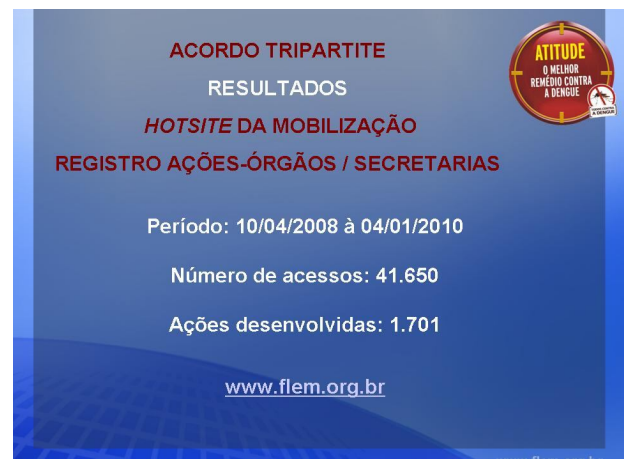 ACORDO TRIPARTITE
RESULTADOS
HOTSITE DA MOBILIZAÇÃO
REGISTRO AÇÕES-ÓRGÃOS / SECRETARIAS
ATITUDE
O MELHOR
REMÉDIO CONTRA
A DENGUE
A DENGUE
Período: 10/04/2008 à 04/01/2010
Número de acessos: 41.650
Ações desenvolvidas: 1.701
www.flem.org.br